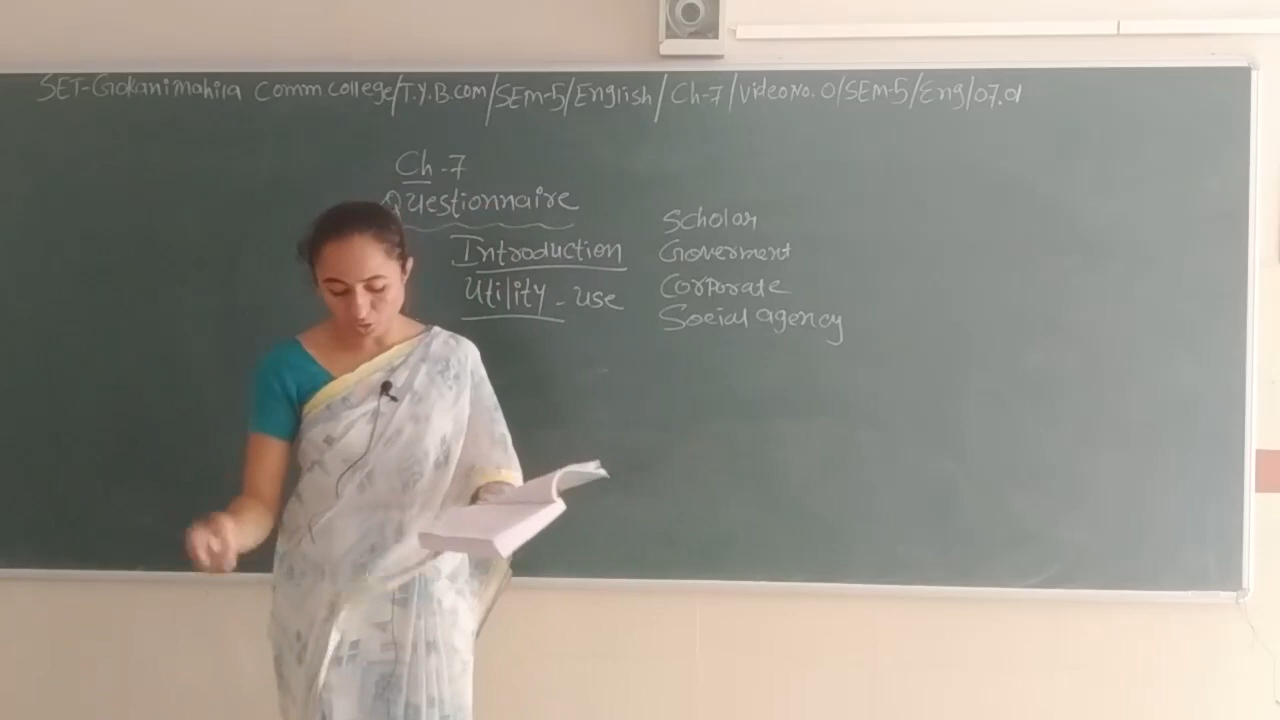 SET-Gokanimahila Comm college/T.Y.B.com/SEm-5/English/Ch-7/VideoNo. 0/SEm-5/Eng/07.01
Ch-7
Questionnaire
Introduction
Utility - use
Scholar
Goverment
Corporate
Social agency